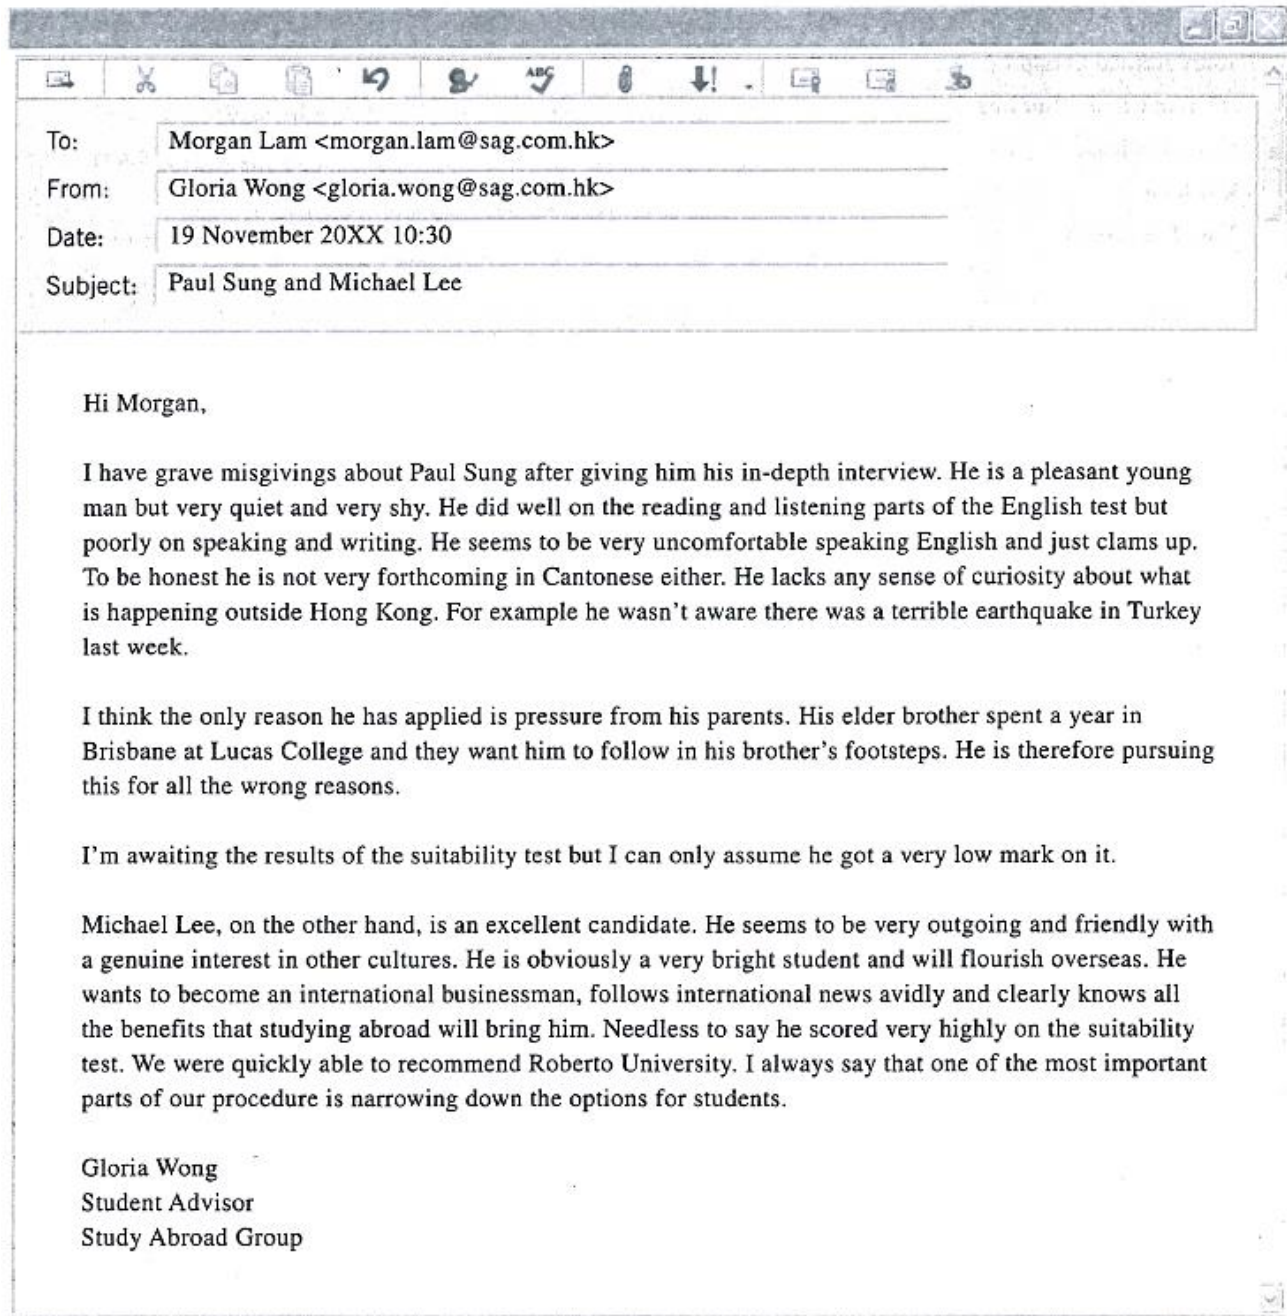 ABC
To: Morgan Lam <morgan.lam@sag.com.hk>
From: Gloria Wong <gloria.wong@sag.com.hk>
Date: 19 November 20XX 10:30
Subject: Paul Sung and Michael Lee
Hi Morgan,
I have grave misgivings about Paul Sung after giving him his in-depth interview. He is a pleasant young
man but very quiet and very shy. He did well on the reading and listening parts of the English test but
poorly on speaking and writing. He seems to be very uncomfortable speaking English and just clams up.
To be honest he is not very forthcoming in Cantonese either. He lacks any sense of curiosity about what
is happening outside Hong Kong. For example he wasn't aware there was a terrible earthquake in Turkey
last week.
I think the only reason he has applied is pressure from his parents. His elder brother spent a year in
Brisbane at Lucas College and they want him to follow in his brother's footsteps. He is therefore pursuing
this for all the wrong reasons.
I'm awaiting the results of the suitability test but I can only assume he got a very low mark on it.
Michael Lee, on the other hand, is an excellent candidate. He seems to be very outgoing and friendly with
a genuine interest in other cultures. He is obviously a very bright student and will flourish overseas. He
wants to become an international businessman, follows international news avidly and clearly knows all
the benefits that studying abroad will bring him. Needless to say he scored very highly on the suitability
test. We were quickly able to recommend Roberto University. I always say that one of the most important
parts of our procedure is narrowing down the options for students.
Gloria Wong
Student Advisor
Study Abroad Group